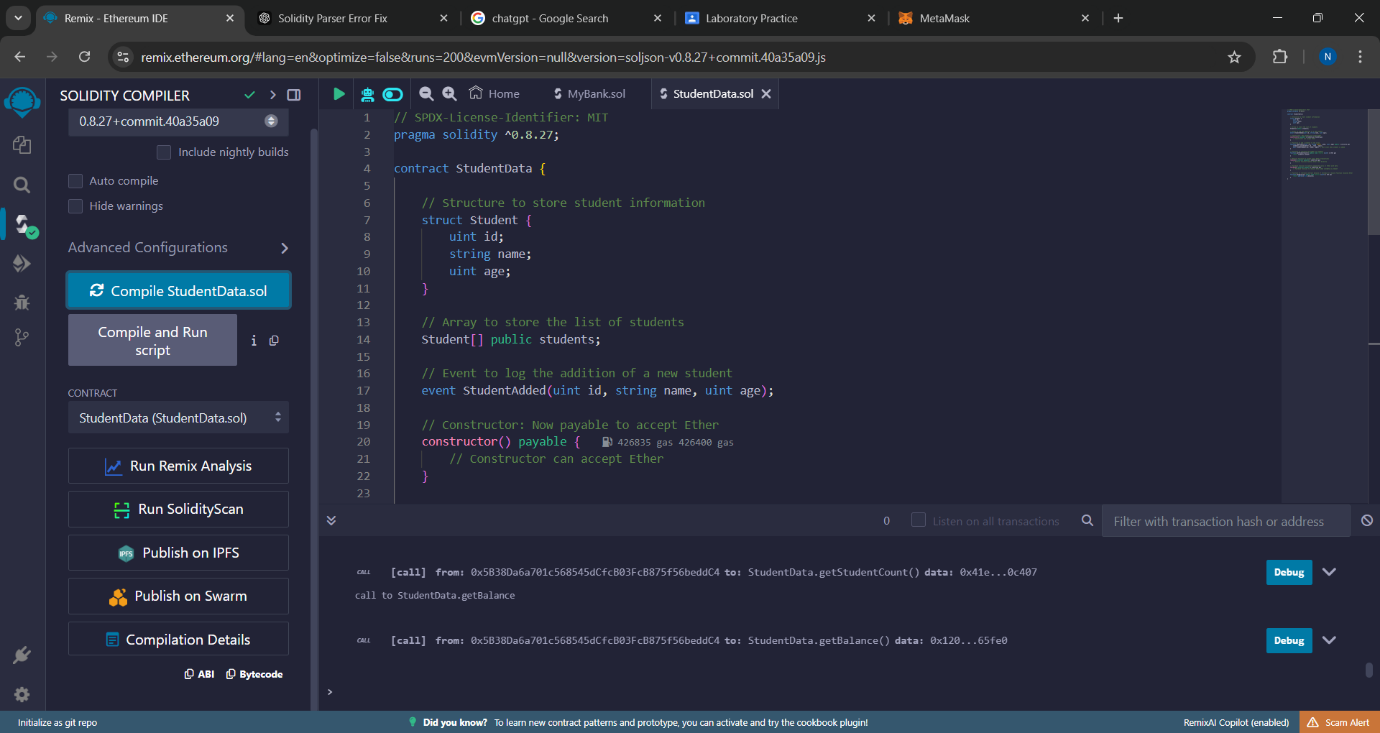 Remix - Ethereum IDE
Solidity Parser Error Fix
chatgpt - Google Search
Laboratory Practice
MetaMask
remix.ethereum.org/#lang=en&optimize=false&runs=200&evmVersion=null&version=soljson-v0.8.27+commit.40a35a09.js
N
SOLIDITY COMPILER
0.8.27+commit.40a35a09
Include nightly builds
Auto compile
Hide warnings
Advanced Configurations
Compile StudentData.sol
Compile and Run
script
i
CONTRACT
StudentData (StudentData.sol)
Run Remix Analysis
Run SolidityScan
IPFS Publish on IPFS
Publish on Swarm
Compilation Details
ABI Bytecode
Home MyBank.sol StudentData.sol
1 // SPDX-License-Identifier: MIT
2 pragma solidity ^0.8.27;
3
4 contract StudentData {
5
6 // Structure to store student information
7 struct Student {
8 uint id;
9 string name;
10 uint age;
11 }
12
13 // Array to store the list of students
14 Student[] public students;
15
16 // Event to log the addition of a new student
17 event StudentAdded(uint id, string name, uint age);
18
19 // Constructor: Now payable to accept Ether
20 constructor() payable { 426835 gas 426400 gas
21 // Constructor can accept Ether
22 }
23
0 Listen on all transactions Filter with transaction hash or address
CALL [call] from: 0x5B38Da6a701c568545dCfcB03FcB875f56beddC4 to: StudentData.getStudentCount() data: 0x41e...0c407 Debug
call to StudentData.getBalance
CALL [call] from: 0x5B38Da6a701c568545dCfcB03FcB875f56beddC4 to: StudentData.getBalance() data: 0x120...65fe0 Debug
>
Initialize as git repo
Did you know? To learn new contract patterns and prototype, you can activate and try the cookbook plugin!
RemixAI Copilot (enabled)
Scam Alert